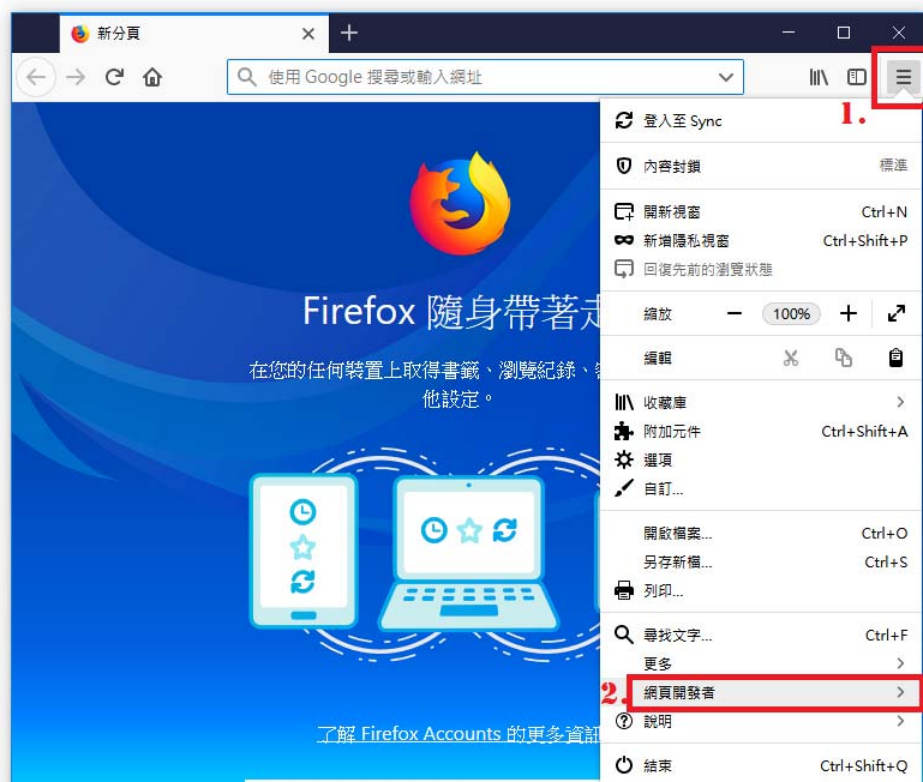 新分頁
使用 Google 搜尋或輸入網址
1.
登入至 Sync
內容封鎖 標準
開新視窗 Ctrl+N
新增隱私視窗 Ctrl+Shift+P
回復先前的瀏覽狀態
縮放 100%
編輯
收藏庫
附加元件 Ctrl+Shift+A
選項
自訂...
開啟檔案... Ctrl+O
另存新檔... Ctrl+S
列印...
尋找文字... Ctrl+F
更多
2. 網頁開發者
說明
結束 Ctrl+Shift+Q
Firefox 隨身帶著走
在您的任何裝置上取得書籤、瀏覽紀錄、
他設定。
了解 Firefox Accounts 的更多資訊